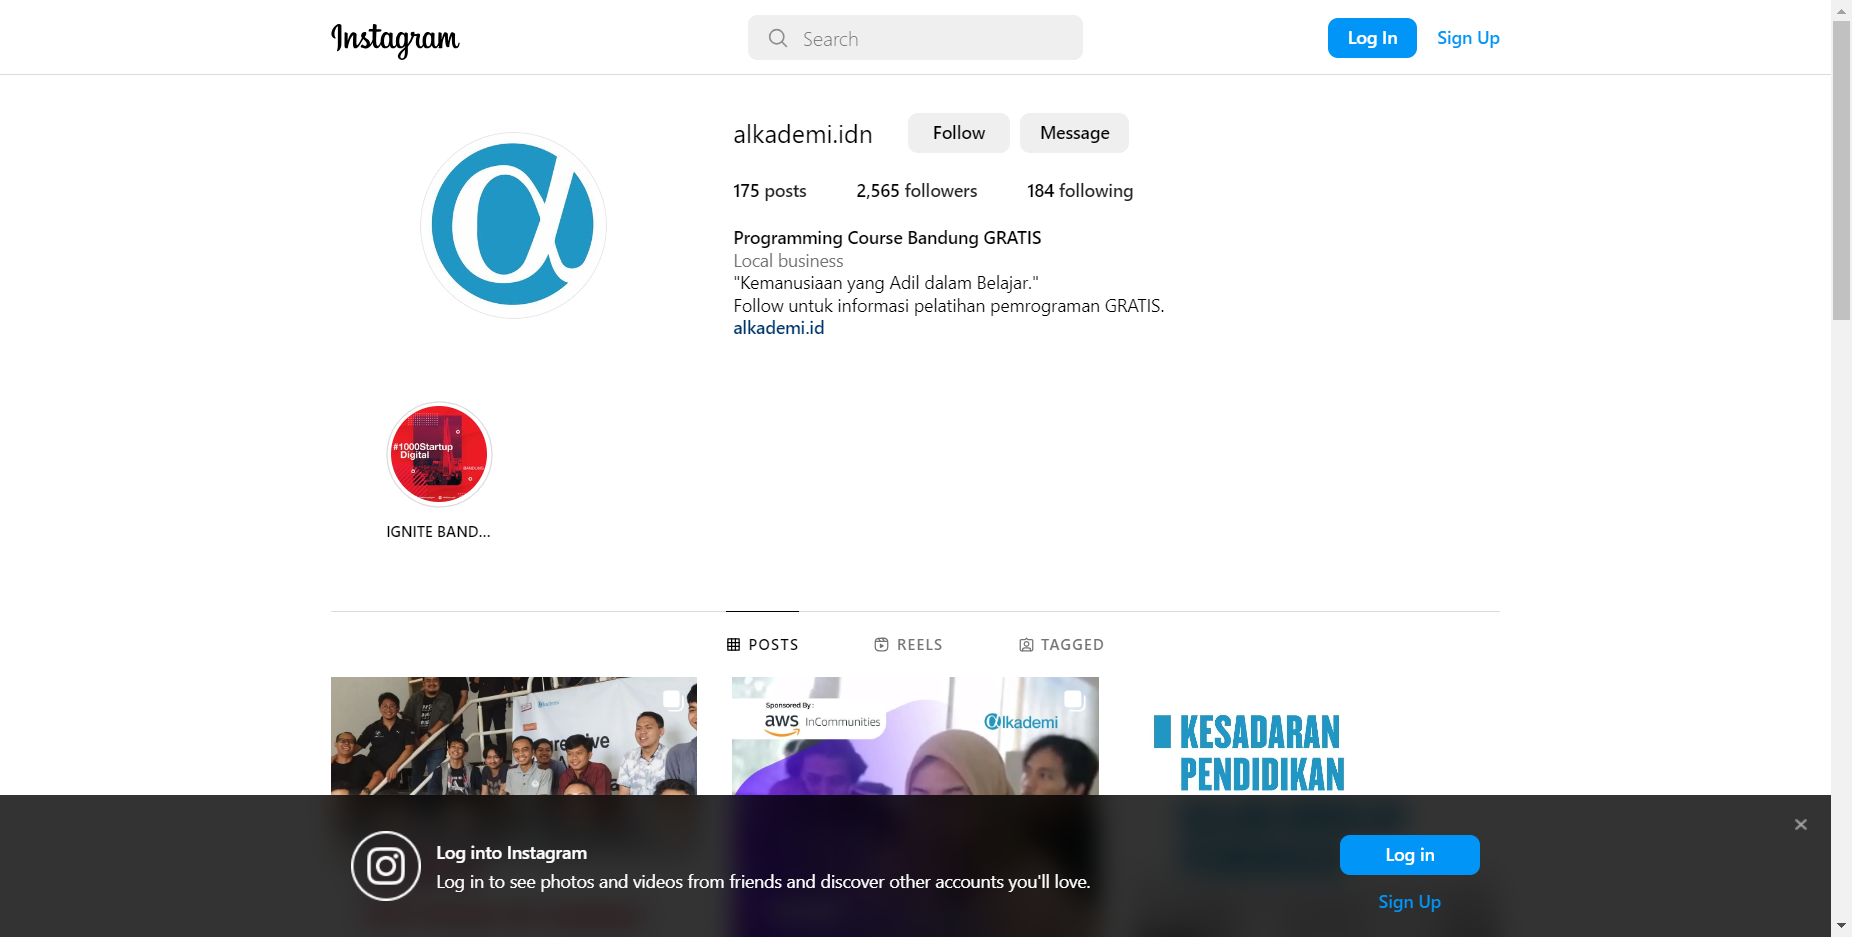 Instagram
Search
Log In
Sign Up
alkademi.idn
Follow
Message
175 posts
2,565 followers
184 following
Programming Course Bandung GRATIS
Local business
"Kemanusiaan yang Adil dalam Belajar."
Follow untuk informasi pelatihan pemrograman GRATIS.
alkademi.id
#1000Startup
Digital
BANDUNG
IGNITE BAND...
POSTS
REELS
TAGGED
alkademi
Sponsored By :
aws InCommunities
alkademi
KESADARAN
PENDIDIKAN
Log into Instagram
Log in to see photos and videos from friends and discover other accounts you'll love.
Log in
Sign Up